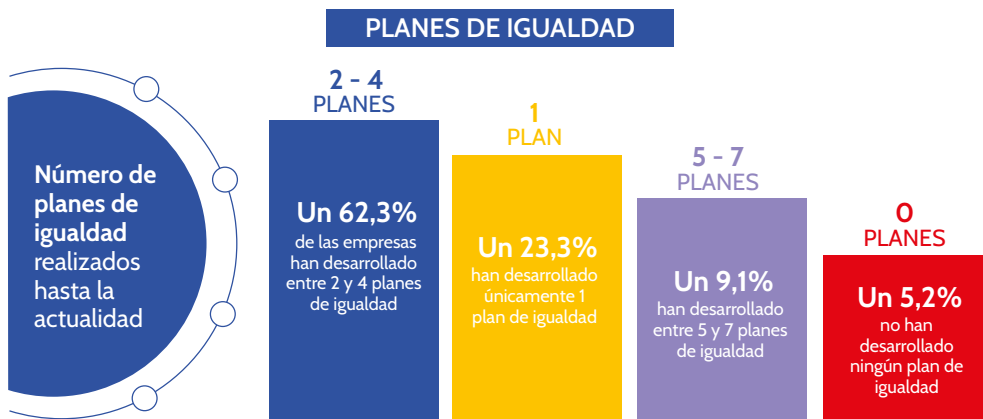 PLANES DE IGUALDAD
Número de
planes de
igualdad
realizados
hasta la
actualidad
2 - 4
PLANES
Un 62,3%
de las empresas
han desarrollado
entre 2 y 4 planes
de igualdad
1
PLAN
Un 23,3%
han desarrollado
únicamente 1
plan de igualdad
5 - 7
PLANES
Un 9,1%
han desarrollado
entre 5 y 7 planes
de igualdad
0
PLANES
Un 5,2%
no han
desarrollado
ningún plan de
igualdad